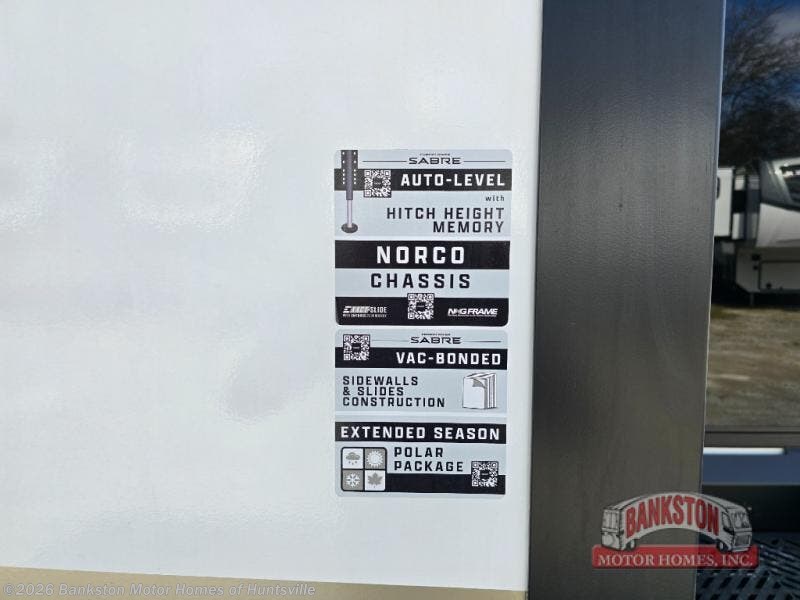 SABRE
AUTO-LEVEL
with
HITCH HEIGHT
MEMORY
NORCO
CHASSIS
SLIDE
NXG FRAME
SABRE
VAC-BONDED
SIDEWALLS
& SLIDES
CONSTRUCTION
EXTENDED SEASON
POLAR
PACKAGE
BANKSTON
MOTOR HOMES, INC.
©2026 Bankston Motor Homes of Huntsville